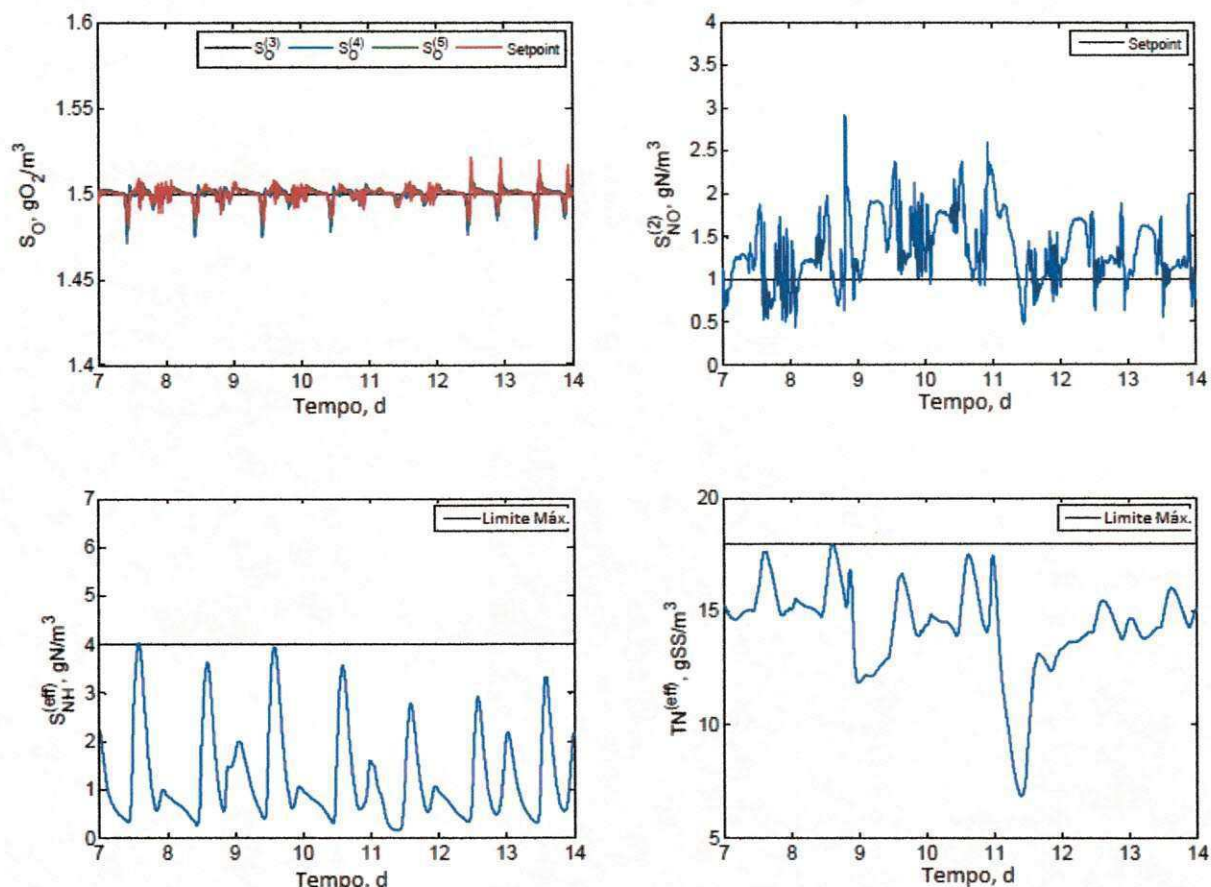 S_O^(3) S_O^(4) S_O^(5) Setpoint
1.6
1.55
1.5
1.45
1.4
S_O, gO_2/m^3
7 8 9 10 11 12 13 14
Tempo, d
Setpoint
4
3.5
3
2.5
2
1.5
1
0.5
0
S_NO^(2), gN/m^3
7 8 9 10 11 12 13 14
Tempo, d
Limite Máx.
7
6
5
4
3
2
1
0
S_NH^(eff), gN/m^3
7 8 9 10 11 12 13 14
Tempo, d
Limite Máx.
20
15
10
5
TN^(eff), gSS/m^3
7 8 9 10 11 12 13 14
Tempo, d